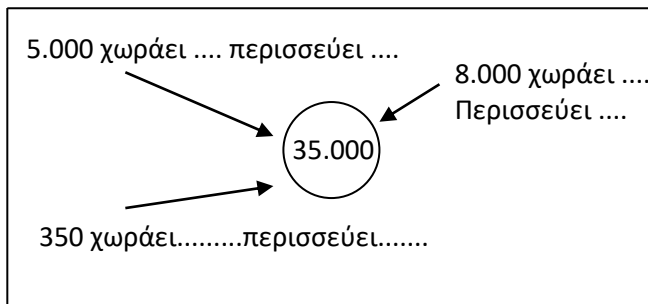 5.000 χωράει .... περισσεύει ....
8.000 χωράει ....
Περισσεύει ....
35.000
350 χωράει.........περισσεύει.......